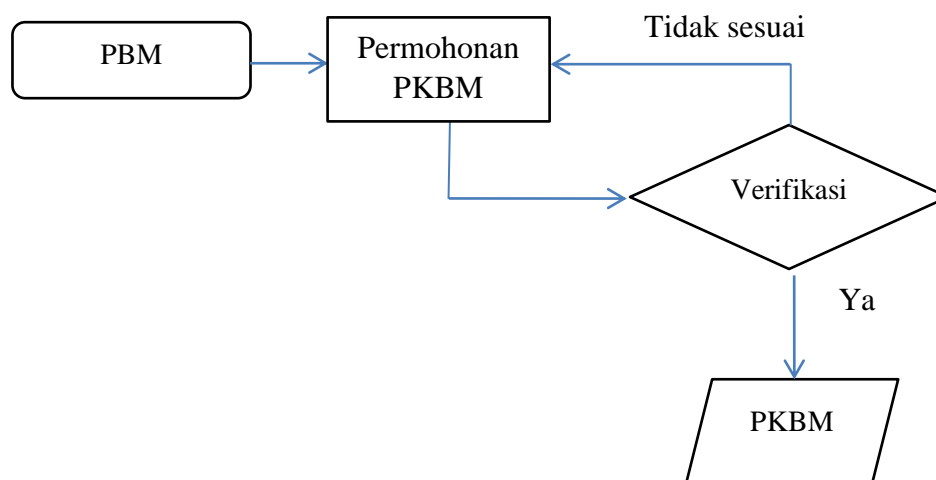 PBM
Permohonan
PKBM
Tidak sesuai
Verifikasi
Ya
PKBM